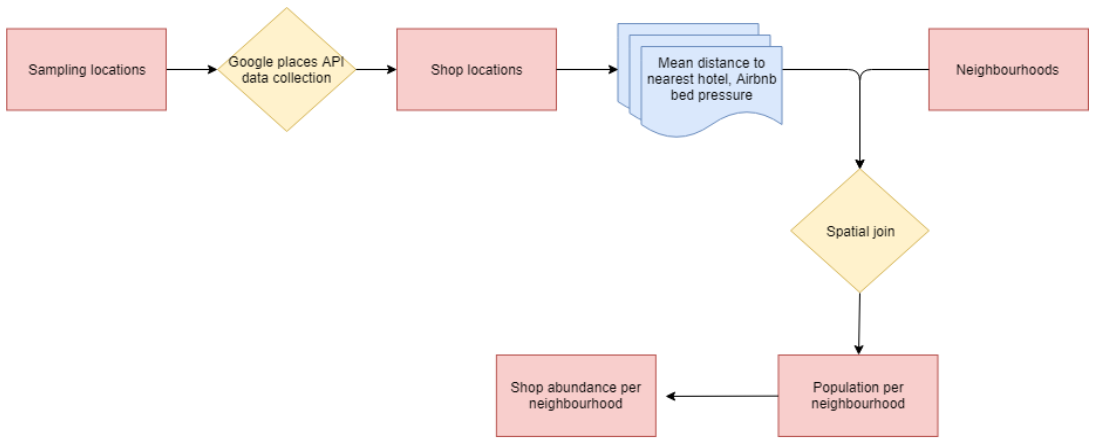 Sampling locations
Google places API
data collection
Shop locations
Mean distance to
nearest hotel, Airbnb
bed pressure
Neighbourhoods
Spatial join
Shop abundance per
neighbourhood
Population per
neighbourhood